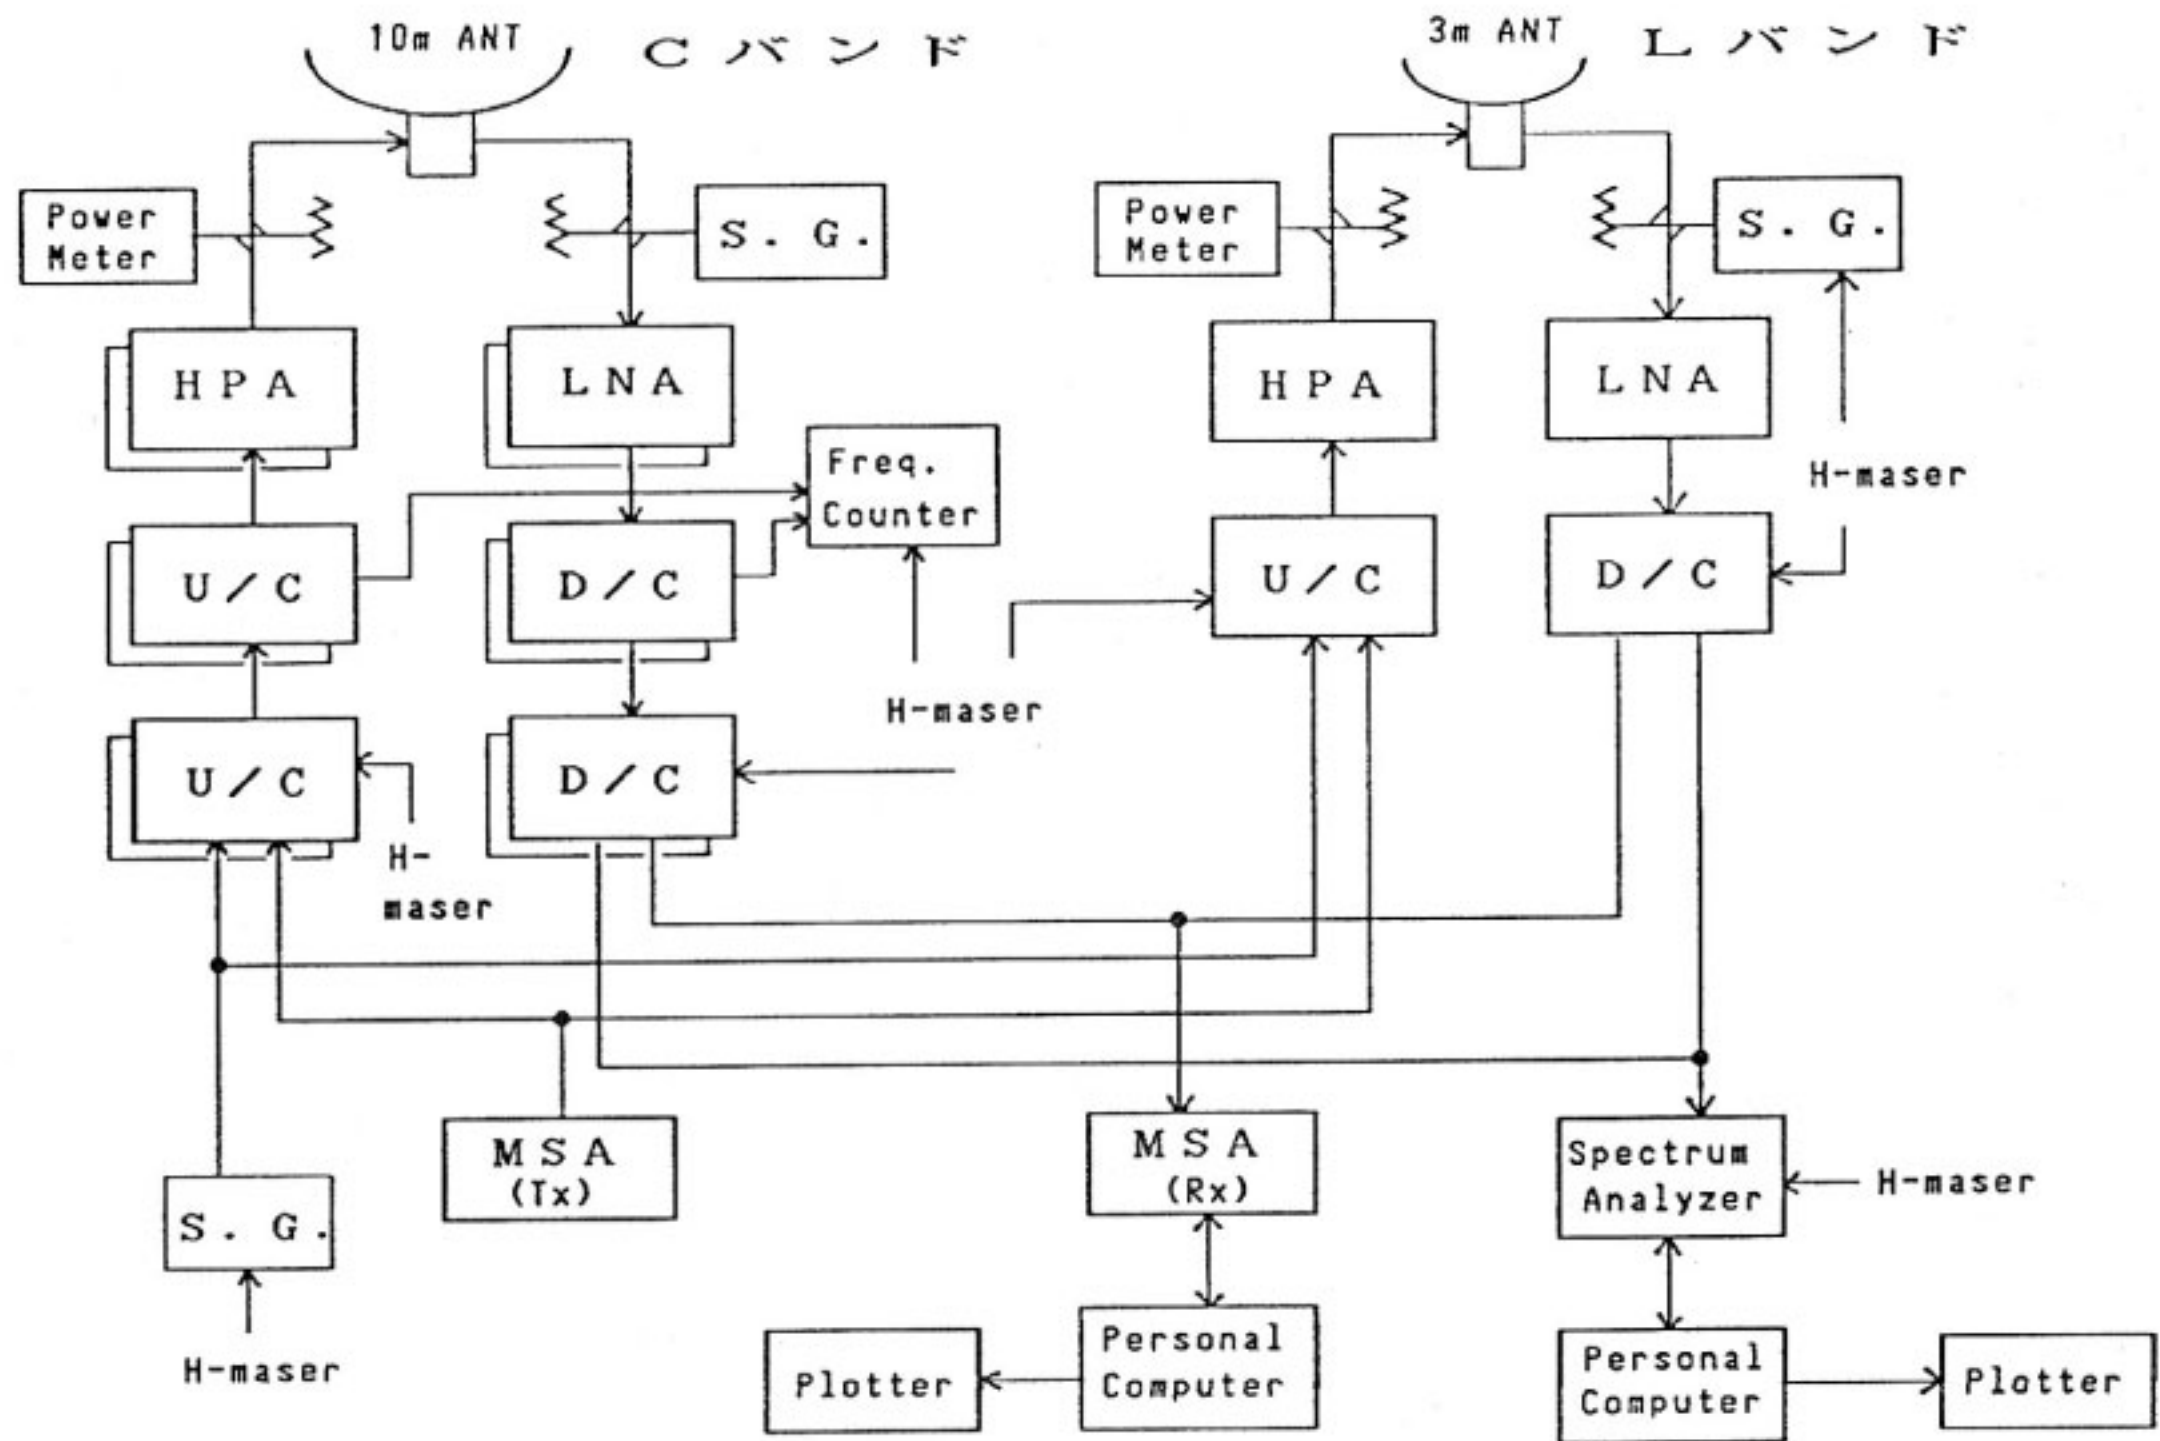 10m ANT
Cバンド
3m ANT
Lバンド
Power
Meter
S. G.
Power
Meter
S. G.
HPA
LNA
HPA
LNA
Freq.
Counter
H-maser
U/C
D/C
U/C
D/C
H-maser
U/C
D/C
H-
maser
MSA
(Tx)
MSA
(Rx)
Spectrum
Analyzer
H-maser
S. G.
H-maser
Plotter
Personal
Computer
Personal
Computer
Plotter